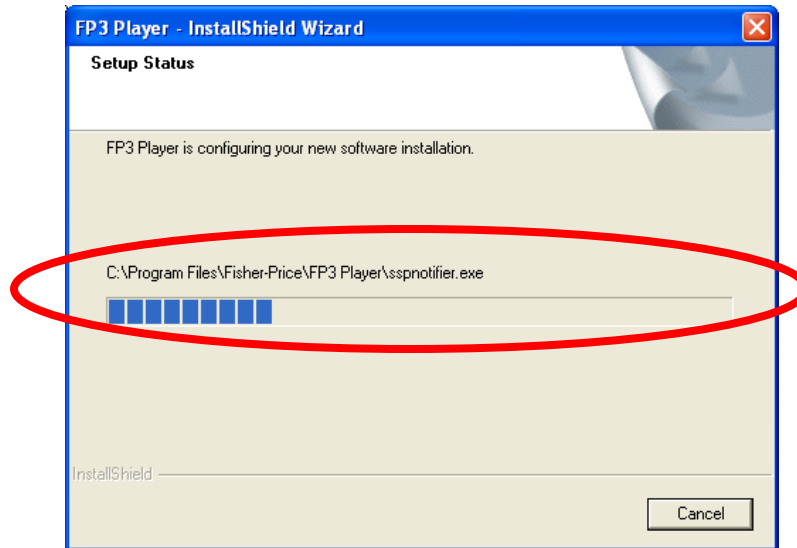 FP3 Player - InstallShield Wizard
Setup Status
FP3 Player is configuring your new software installation.
C:\Program Files\Fisher-Price\FP3 Player\sspnotifier.exe
InstallShield
Cancel